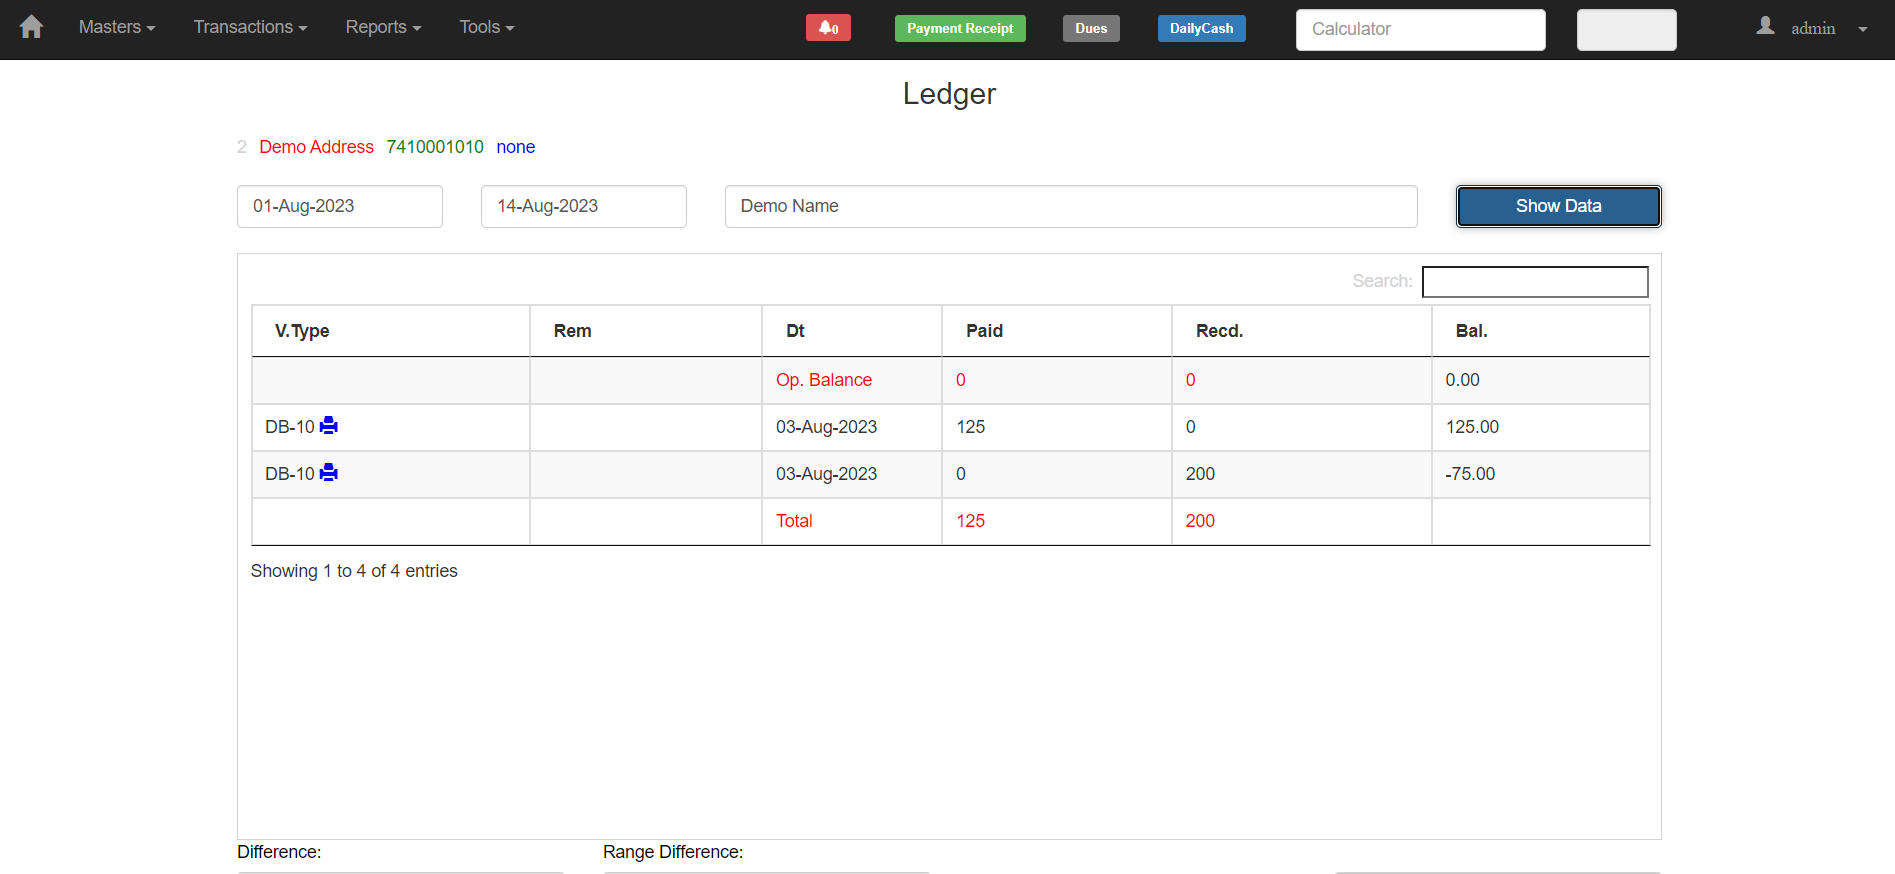 Masters Transactions Reports Tools 0 Payment Receipt Dues DailyCash Calculator admin
Ledger
2 Demo Address 7410001010 none
01-Aug-2023 14-Aug-2023 Demo Name Show Data
Search:
V.Type Rem Dt Paid Recd. Bal.
Op. Balance 0 0 0.00
DB-10 03-Aug-2023 125 0 125.00
DB-10 03-Aug-2023 0 200 -75.00
Total 125 200
Showing 1 to 4 of 4 entries
Difference: Range Difference: